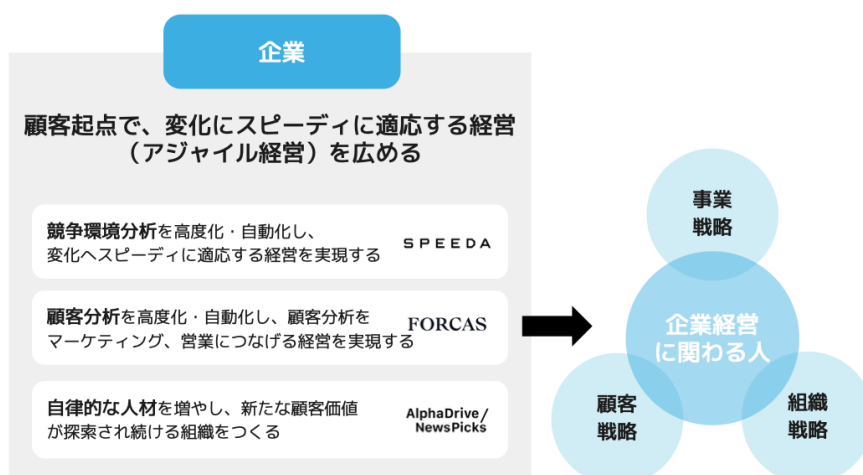 企業
顧客起点で、変化にスピーディに適応する経営
（アジャイル経営）を広める
競争環境分析を高度化・自動化し、
変化へスピーディに適応する経営を実現する
SPEEDA
顧客分析を高度化・自動化し、顧客分析を
マーケティング、営業につなげる経営を実現する
FORCAS
自律的な人材を増やし、新たな顧客価値
が探索され続ける組織をつくる
AlphaDrive/
NewsPicks
事業
戦略
企業経営
に関わる人
顧客
戦略
組織
戦略